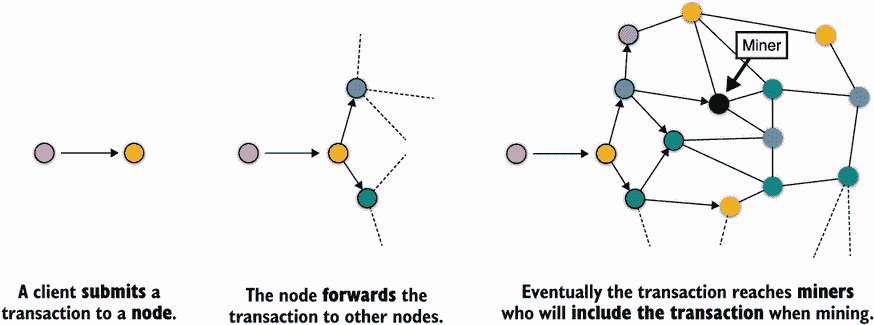 Miner
A client submits a
transaction to a node.
The node forwards the
transaction to other nodes.
Eventually the transaction reaches miners
who will include the transaction when mining.